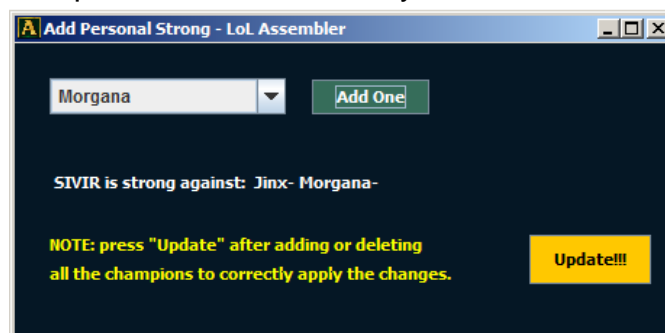 A Add Personal Strong - LoL Assembler
Morgana
Add One
SIVIR is strong against: Jinx- Morgana-
NOTE: press "Update" after adding or deleting
all the champions to correctly apply the changes.
Update!!!